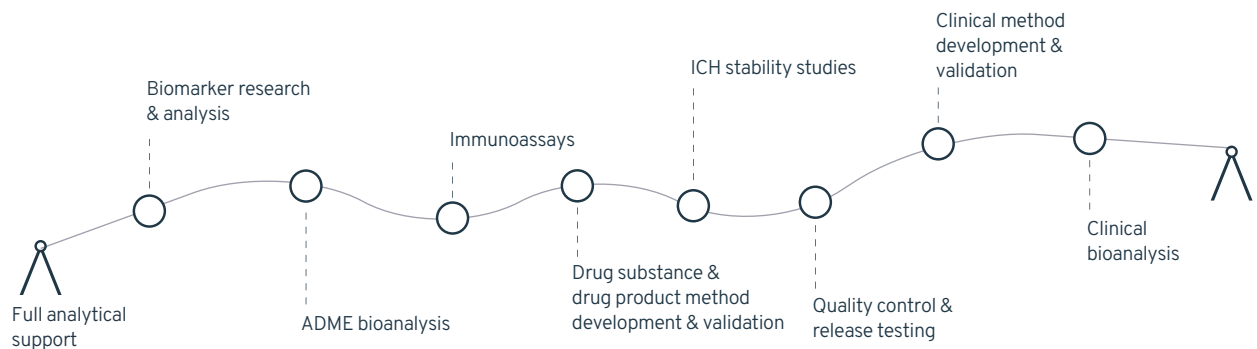 Full analytical
support
Biomarker research
& analysis
ADME bioanalysis
Immunoassays
Drug substance &
drug product method
development & validation
ICH stability studies
Quality control &
release testing
Clinical method
development &
validation
Clinical
bioanalysis